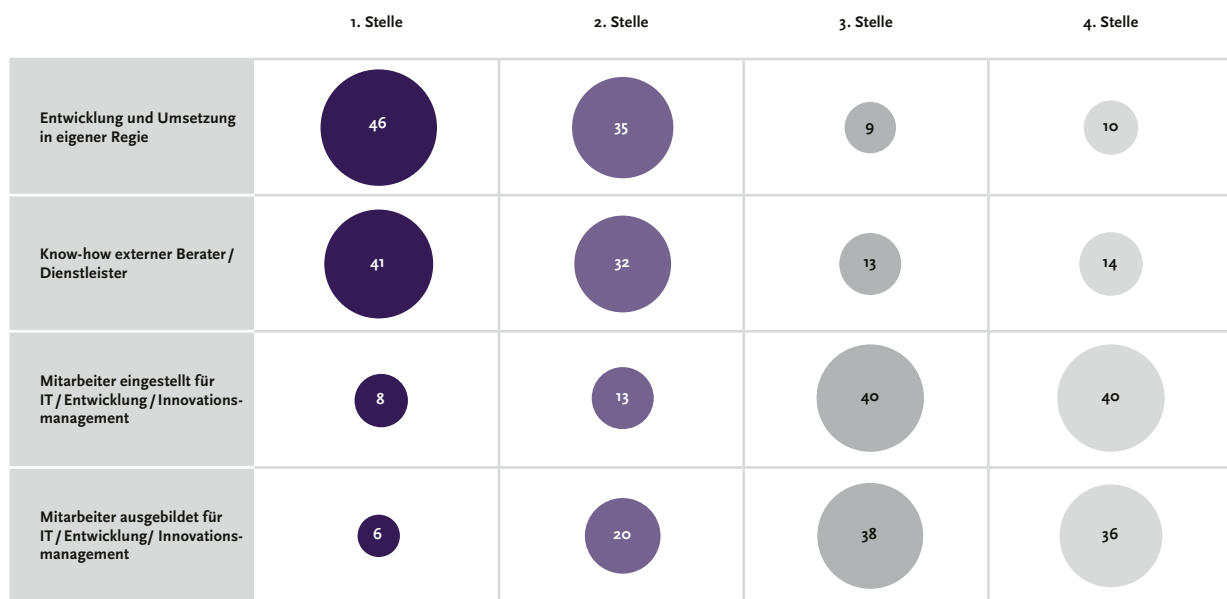 1. Stelle
2. Stelle
3. Stelle
4. Stelle
Entwicklung und Umsetzung
in eigener Regie
46
35
9
10
Know-how externer Berater /
Dienstleister
41
32
13
14
Mitarbeiter eingestellt für
IT / Entwicklung / Innovations-
management
8
13
40
40
Mitarbeiter ausgebildet für
IT / Entwicklung/ Innovations-
management
6
20
38
36